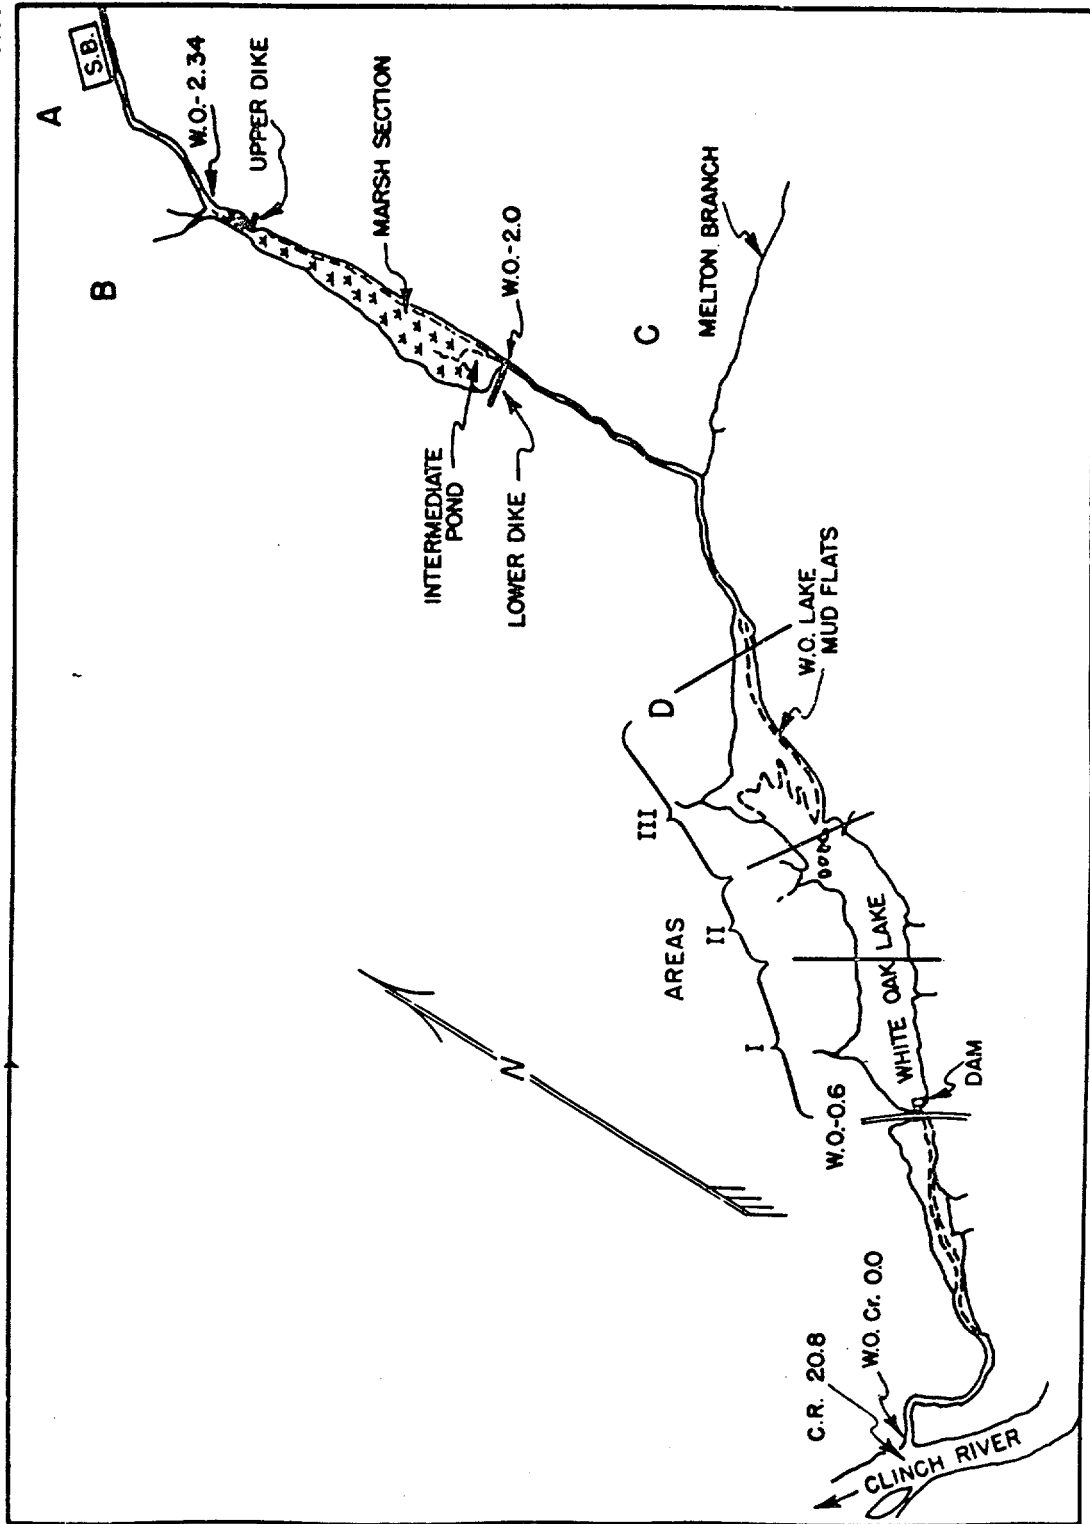 S.B.
A
W.O.-2.34
UPPER DIKE
B
MARSH SECTION
W.O.-2.0
C
MELTON BRANCH
INTERMEDIATE
POND
LOWER DIKE
W.O. LAKE
MUD FLATS
D
III
AREAS
II
I
WHITE OAK LAKE
DAM
W.O.-0.6
N
C.R. 20.8
W.O. Cr. 0.0
CLINCH RIVER